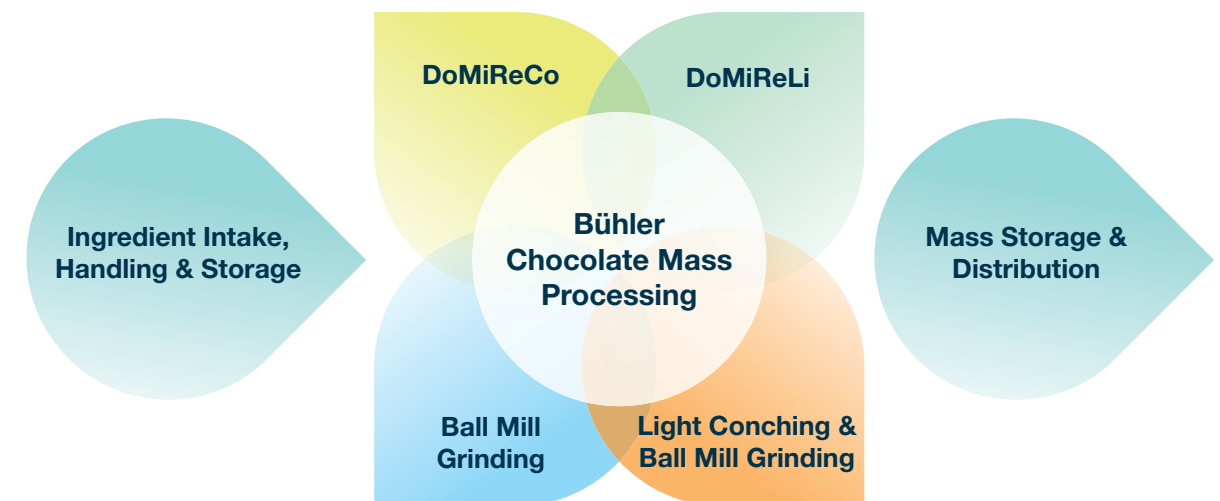 DoMiReCo
DoMiReLi
Ingredient Intake,
Handling & Storage
Bühler
Chocolate Mass
Processing
Mass Storage &
Distribution
Ball Mill
Grinding
Light Conching &
Ball Mill Grinding